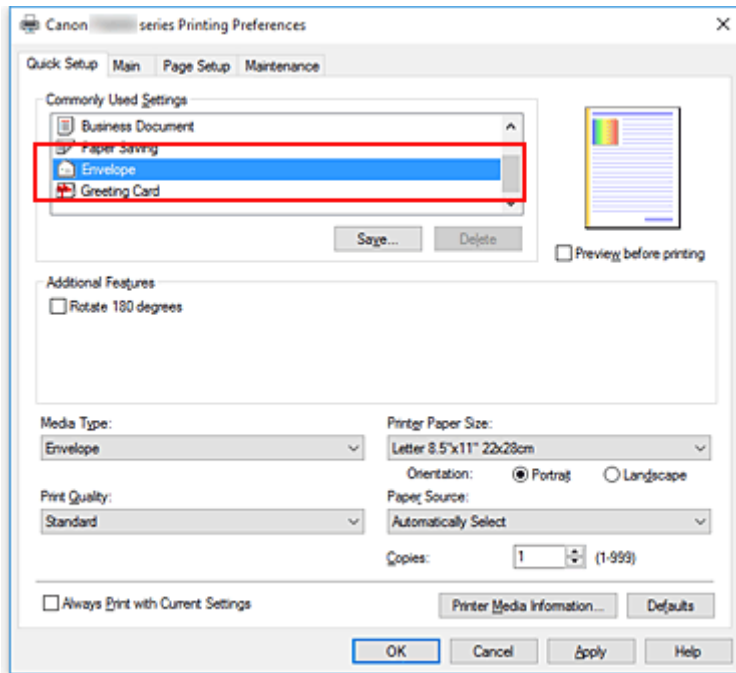 Canon series Printing Preferences
Quick Setup Main Page Setup Maintenance
Commonly Used Settings
Business Document
Paper Saving
Envelope
Greeting Card
Save... Delete
Preview before printing
Additional Features
Rotate 180 degrees
Media Type: Printer Paper Size:
Envelope Letter 8.5"x11" 22x28cm
Orientation: Portrait Landscape
Print Quality: Paper Source:
Standard Automatically Select
Copies: 1 (1-999)
Always Print with Current Settings Printer Media Information... Defaults
OK Cancel Apply Help